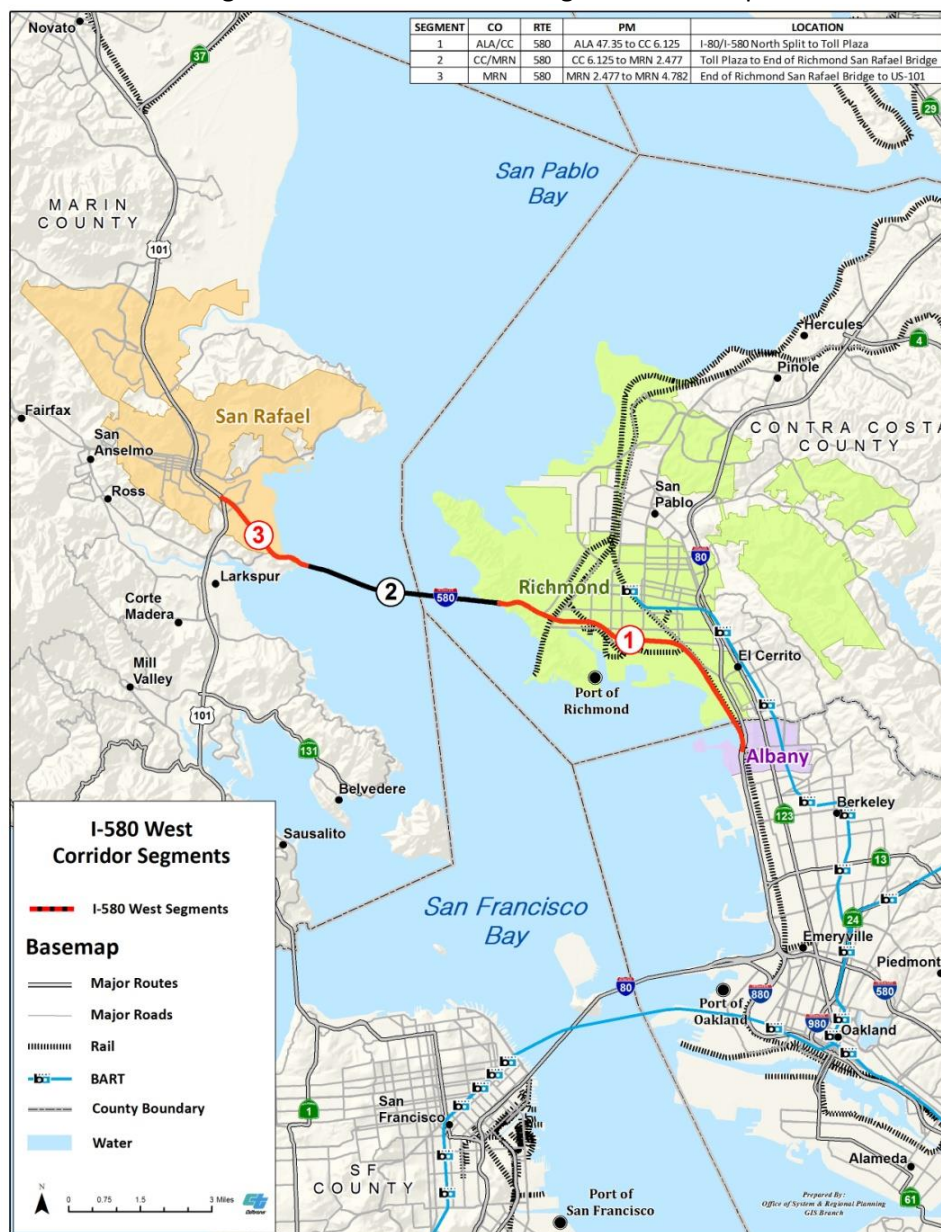 SEGMENT CO RTE PM LOCATION
1 ALA/CC 580 ALA 47.35 to CC 6.125 I-80/I-580 North Split to Toll Plaza
2 CC/MRN 580 CC 6.125 to MRN 2.477 Toll Plaza to End of Richmond San Rafael Bridge
3 MRN 580 MRN 2.477 to MRN 4.782 End of Richmond San Rafael Bridge to US-101
Novato
37
29
San Pablo
Bay
MARIN
COUNTY
101
Hercules
4
Pinole
San Rafael
Fairfax
San
Anselmo
CONTRA COSTA
COUNTY
Ross
San
Pablo
3
80
Larkspur
2
580
Richmond
Corte
Madera
1
El Cerrito
Mill
Valley
Port of
Richmond
101
131
Albany
Belvedere
Berkeley
123
Sausalito
13
San Francisco
Bay
24
Emeryville
Piedmont
80
Port of
Oakland
880
580
980
Oakland
1
San
Francisco
SF
COUNTY
Alameda
61
Port of
San Francisco
I-580 West
Corridor Segments
I-580 West Segments
Basemap
Major Routes
Major Roads
Rail
BART
County Boundary
Water
N
0 0.75 1.5 3 Miles
Prepared By:
Office of System & Regional Planning
GIS Branch